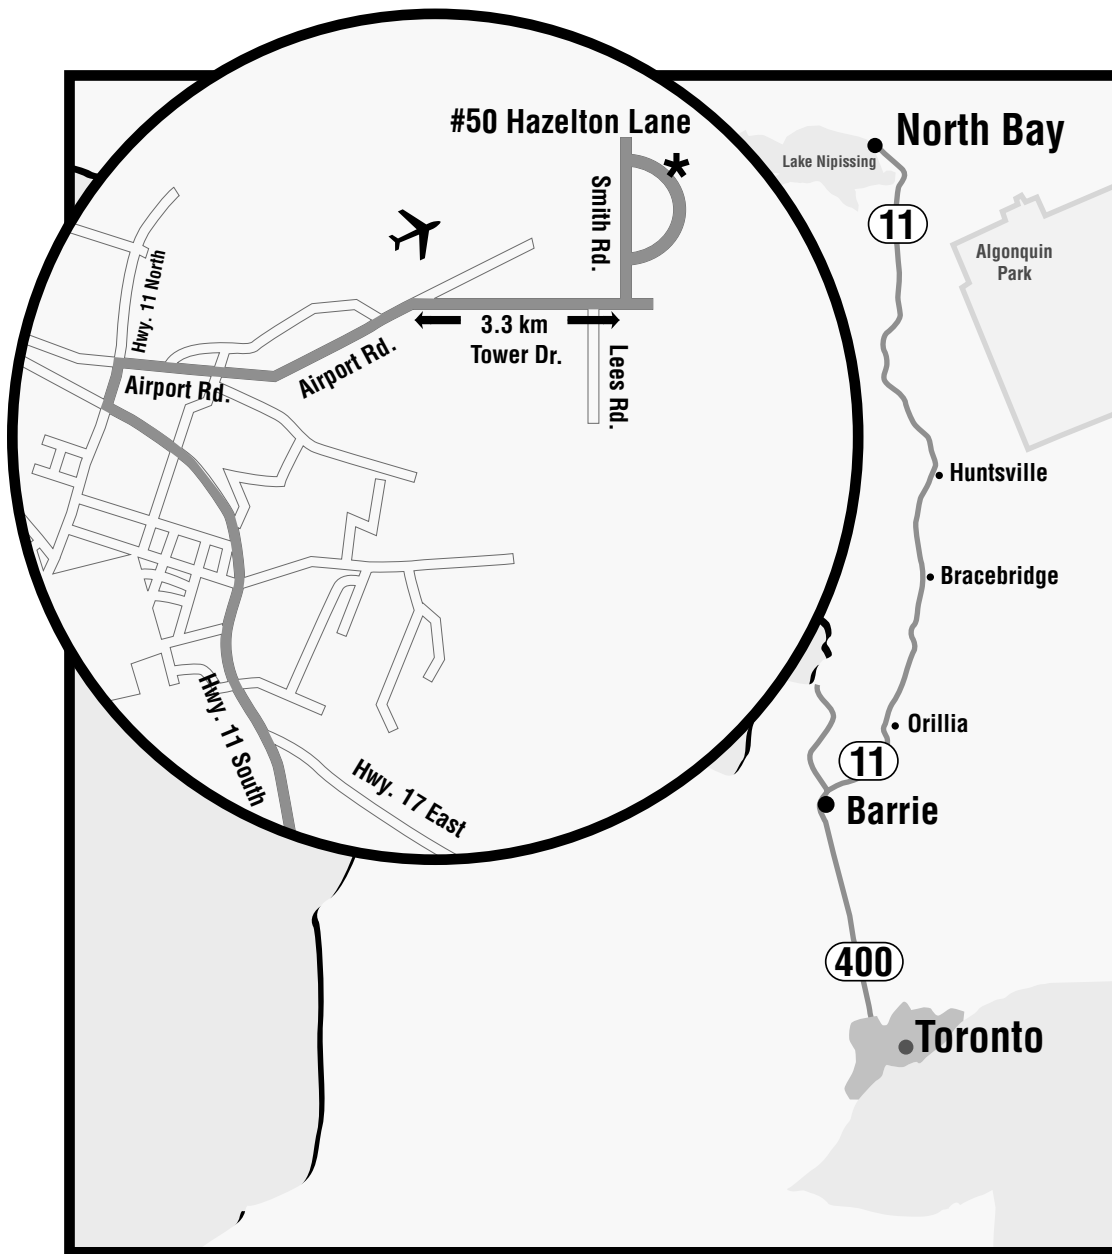 #50 Hazelton Lane
North Bay
Lake Nipissing
11
Smith Rd.
Algonquin
Park
Hwy. 11 North
3.3 km
Tower Dr.
Airport Rd.
Airport Rd.
Lees Rd.
Huntsville
Bracebridge
Hwy. 11 South
Hwy. 17 East
Orillia
11
Barrie
400
Toronto